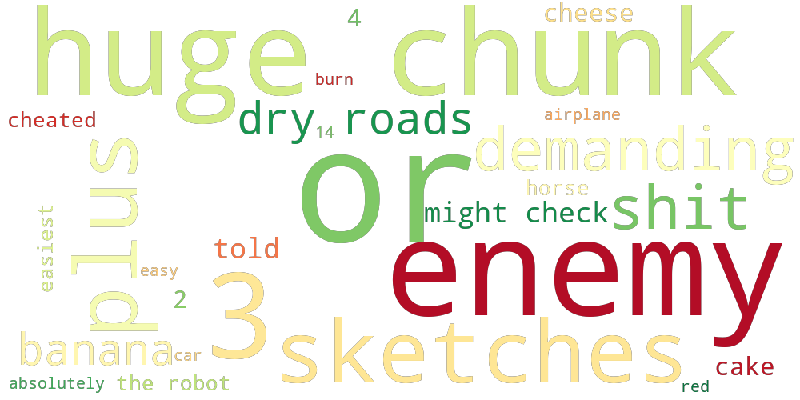 huge chunk
4
cheese
burn
cheated
dry roads
14
airplane
demanding
plus
or
horse
might check
shit
easiest
told
enemy
easy
2
3
sketches
banana
car
cake
absolutely
the robot
red